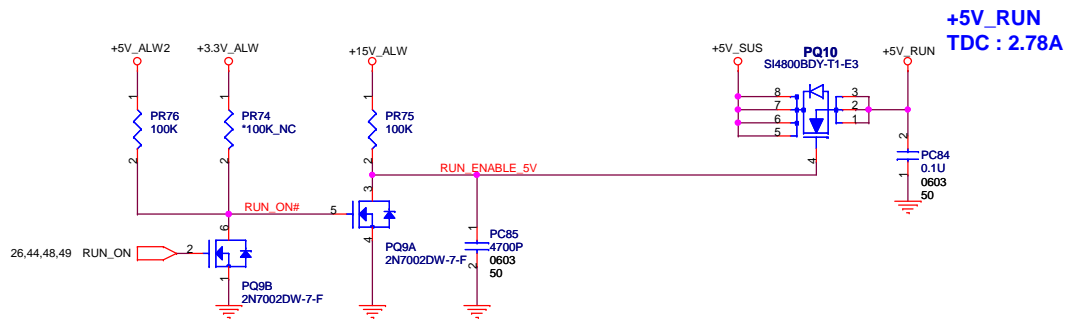 +5V_RUN
TDC : 2.78A
+5V_ALW2
+3.3V_ALW
+15V_ALW
+5V_SUS
PQ10
SI4800BDY-T1-E3
+5V_RUN
1
PR76
100K
2
1
PR74
*100K_NC
2
1
PR75
100K
2
8
7
6
5
3
2
1
4
2
PC84
0.1U
1
0603
50
RUN_ENABLE_5V
RUN_ON#
5
3
4
PQ9A
2N7002DW-7-F
1
PC85
4700P
2
0603
50
26,44,48,49 RUN_ON
2
6
1
PQ9B
2N7002DW-7-F